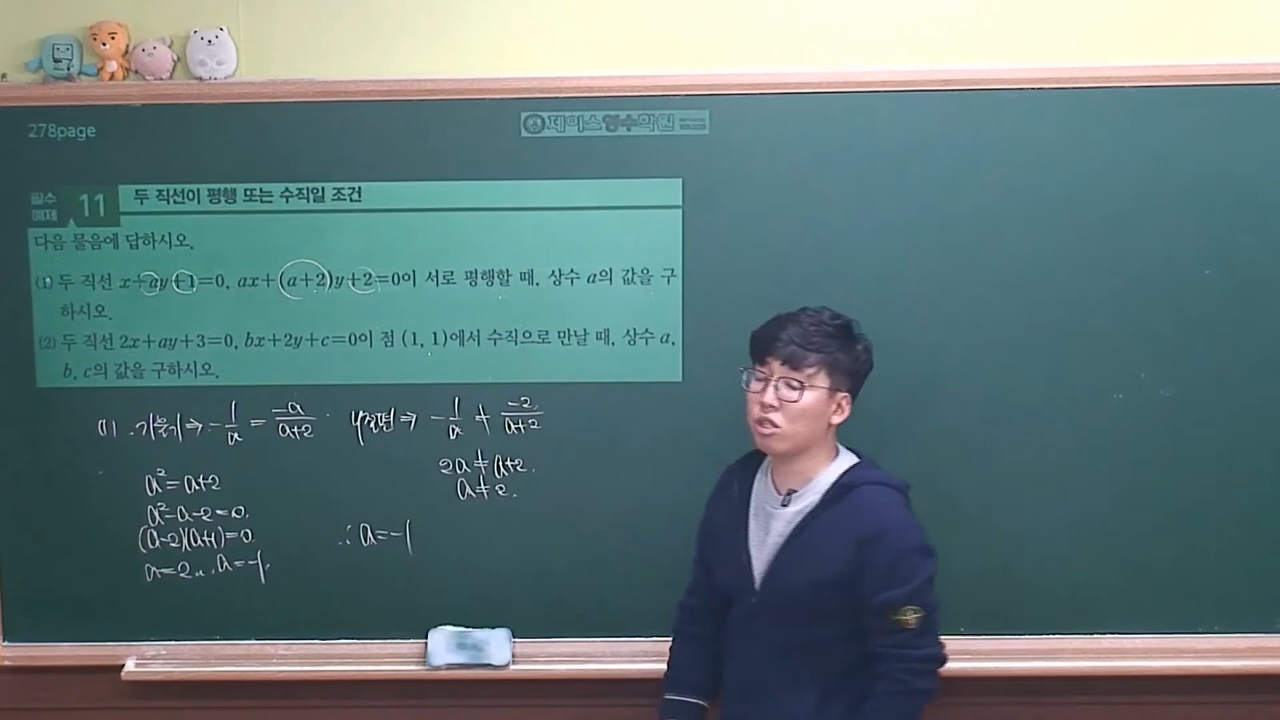 278page
제이스영수학원
필수 예제 11 두 직선이 평행 또는 수직일 조건
다음 물음에 답하시오.
(1) 두 직선 x+ay+1=0, ax+(a+2)y+2=0이 서로 평행할 때, 상수 a의 값을 구
하시오.
(2) 두 직선 2x+ay+3=0, bx+2y+c=0이 점 (1, 1)에서 수직으로 만날 때, 상수 a,
b, c의 값을 구하시오.
(1). 기울기 ⇒ -1/a = -a/a+2 . y절편 ⇒ -1/a ≠ -2/a+2
a²=a+2
a²-a-2=0.
(a-2)(a+1)=0
a=2 a=-1.
2a≠a+2.
a≠2.
∴ a=-1